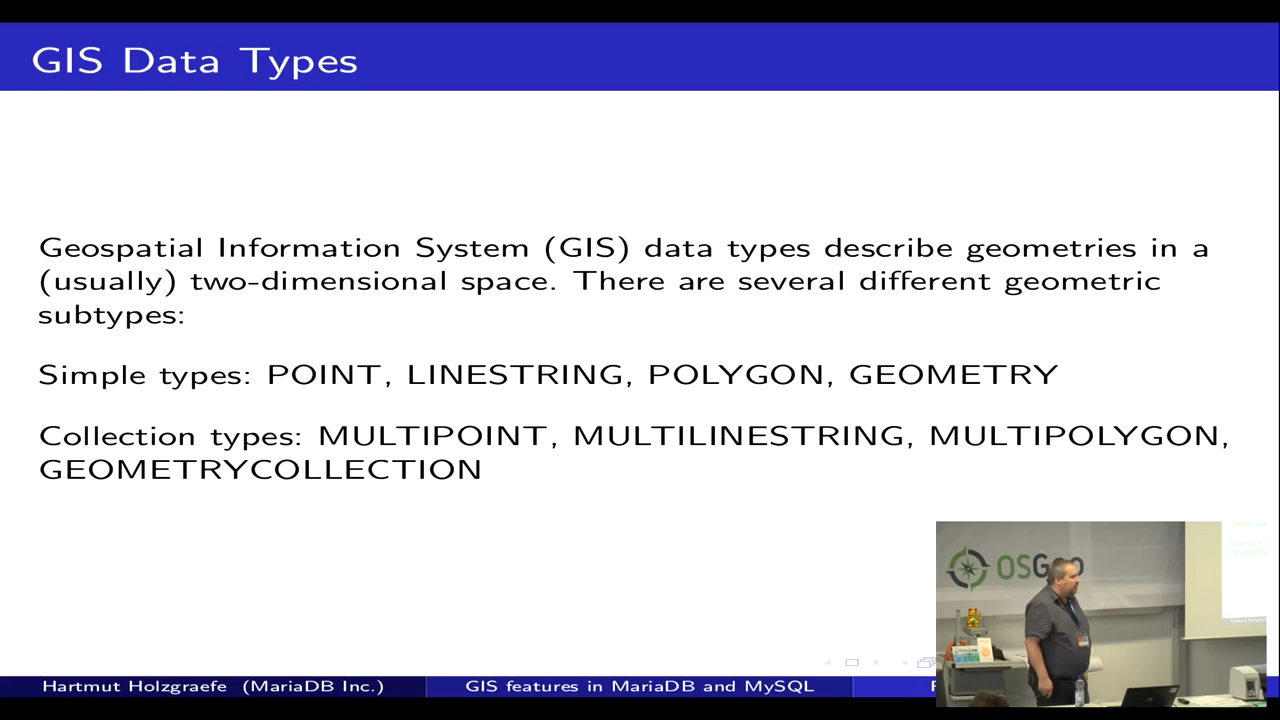 GIS Data Types
Geospatial Information System (GIS) data types describe geometries in a
(usually) two-dimensional space. There are several different geometric
subtypes:
Simple types: POINT, LINESTRING, POLYGON, GEOMETRY
Collection types: MULTIPOINT, MULTILINESTRING, MULTIPOLYGON,
GEOMETRYCOLLECTION
Hartmut Holzgraefe (MariaDB Inc.)
GIS features in MariaDB and MySQL